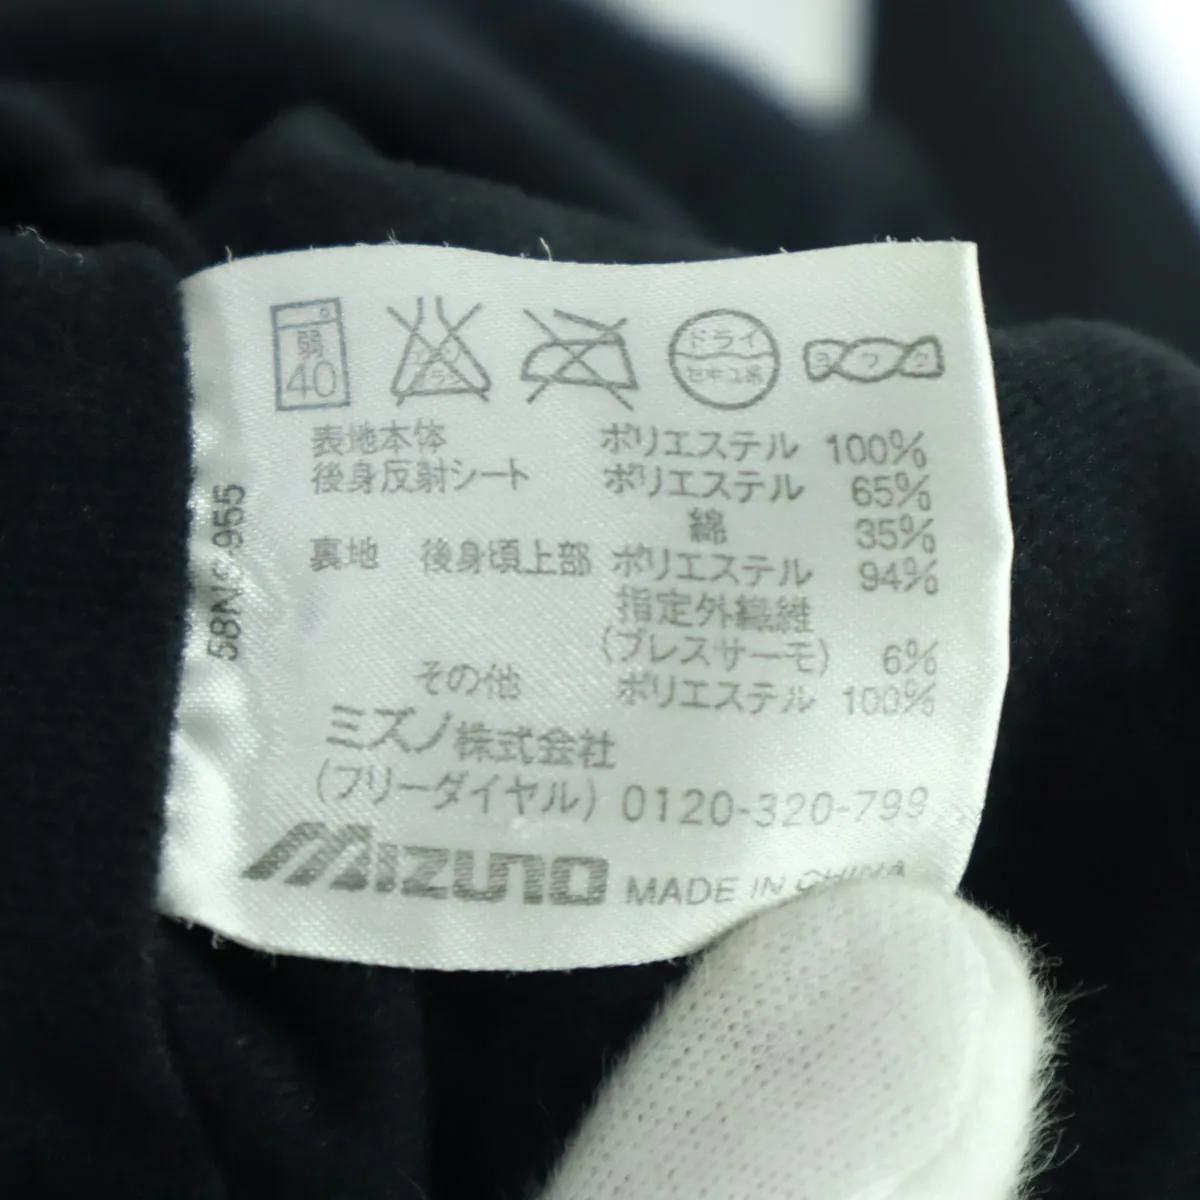 弱
40
ドライ
セキユ系
ヨワク
表地本体 ポリエステル 100%
後身反射シート ポリエステル 65%
綿 35%
裏地 後身頃上部 ポリエステル 94%
指定外繊維
(ブレスサーモ) 6%
その他 ポリエステル 100%
ミズノ株式会社
(フリーダイヤル) 0120-320-799
MIZUNO MADE IN CHINA